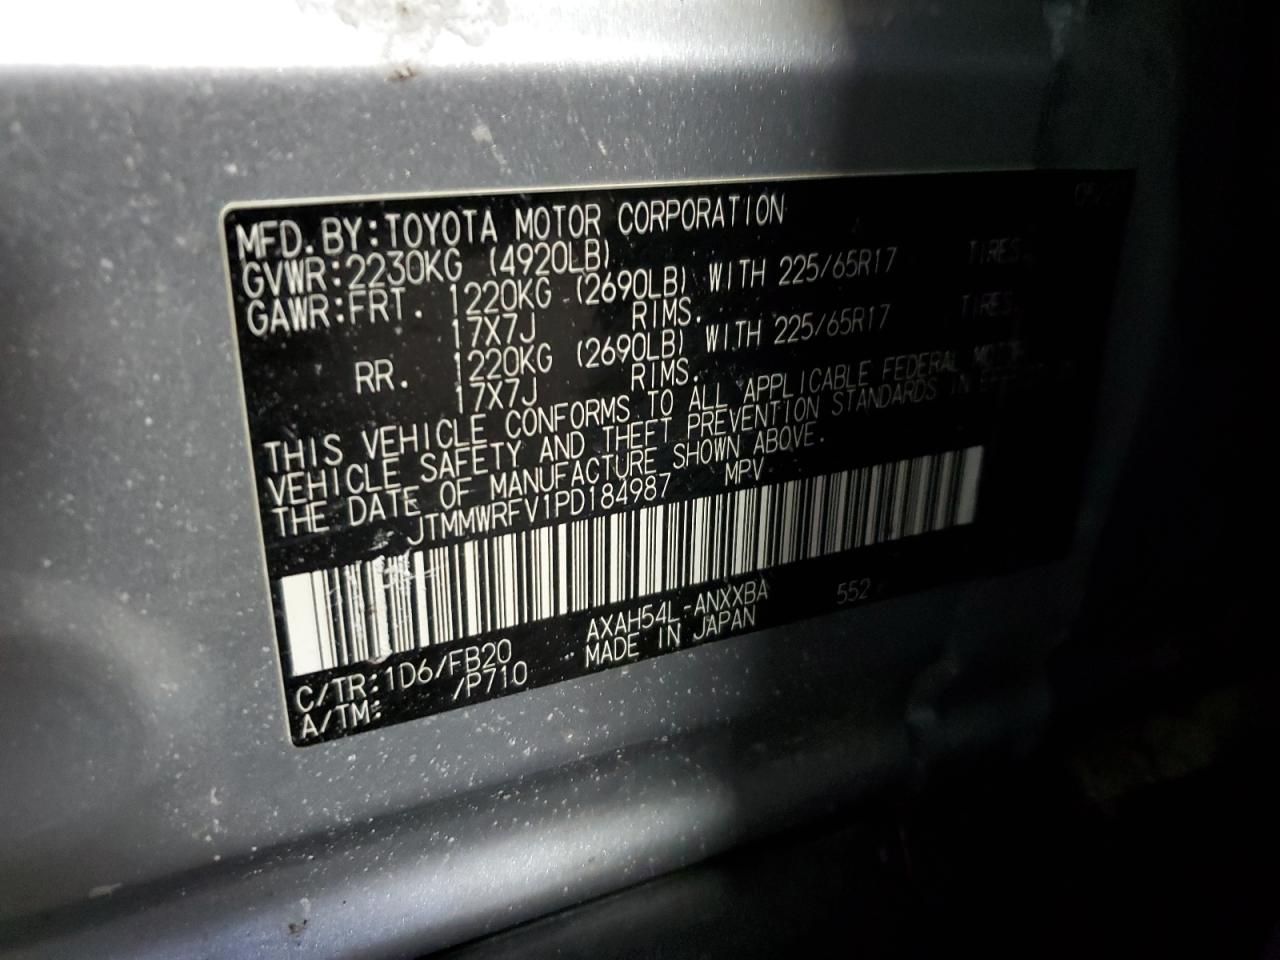 MFD.BY:TOYOTA MOTOR CORPORATION
GVWR:2230KG (4920LB)
GAWR:FRT. 1220KG (2690LB) WITH 225/65R17 TIRES,
17X7J RIMS.
RR. 1220KG (2690LB) WITH 225/65R17 TIRES,
17X7J RIMS.
THIS VEHICLE CONFORMS TO ALL APPLICABLE FEDERAL MOTOR
VEHICLE SAFETY AND THEFT PREVENTION STANDARDS IN
THE DATE OF MANUFACTURE SHOWN ABOVE.
JTMMWRFV1PD184987 MPV
C/TR:1D6/FB20 AXAH54L-ANXXBA 552
A/TM: /P710 MADE IN JAPAN